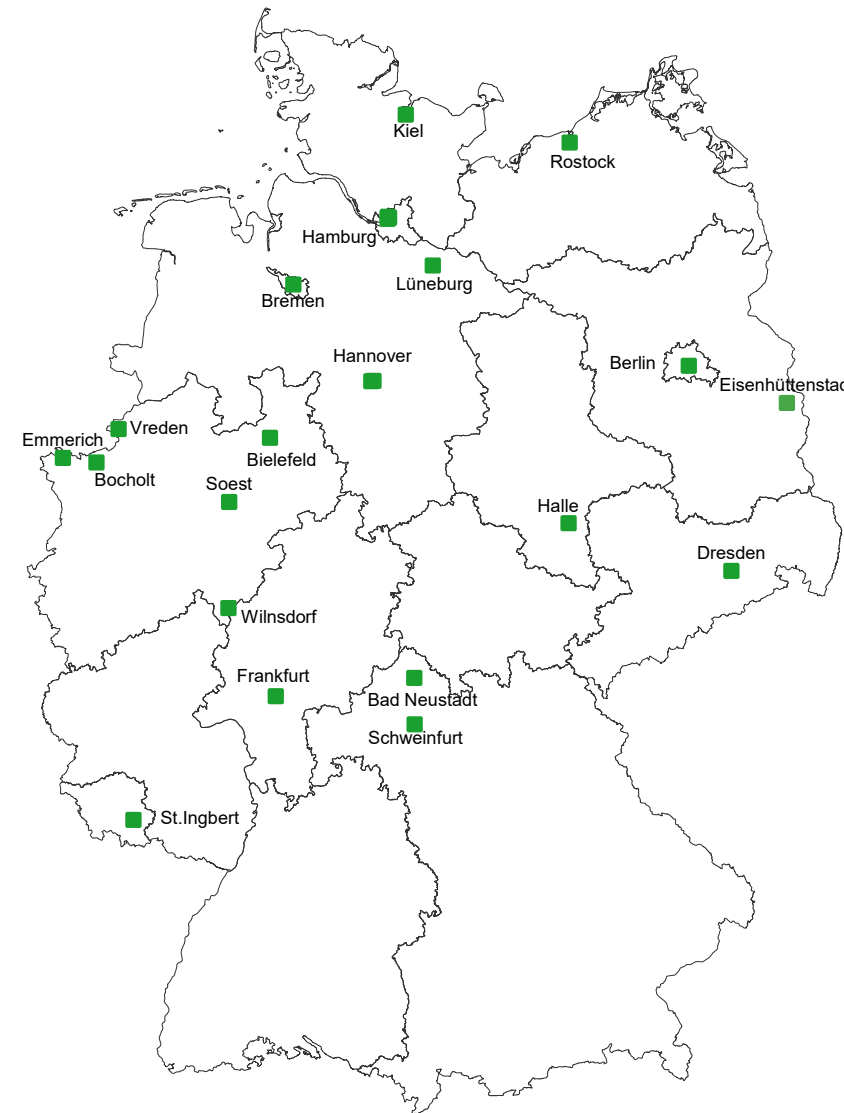 Kiel
Rostock
Hamburg
Lüneburg
Bremen
Hannover
Berlin
Eisenhüttenstad
Vreden
Emmerich
Bielefeld
Bocholt
Soest
Halle
Dresden
Wilnsdorf
Frankfurt
Bad Neustadt
Schweinfurt
St.Ingbert